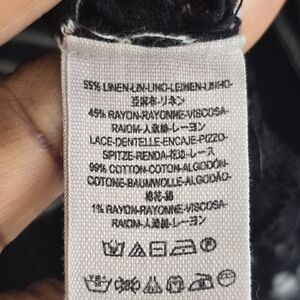 55% LINEN-LIN-LINO-LEINEN-LINHO-
亞麻布-リネン
45% RAYON-RAYONNE-VISCOSA-
RAIOM-人造絲-レーヨン
LACE-DENTELLE-ENCAJE-PIZZO-
SPITZE-RENDA-花边-レース
99% COTTON-COTON-ALGODÓN-
COTONE-BAUMWOLLE-ALGODÃO-
棉花-綿
1% RAYON-RAYONNE-VISCOSA-
RAIOM-人造絲-レーヨン